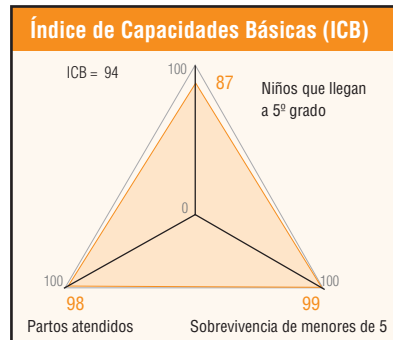 Índice de Capacidades Básicas (ICB)
ICB = 94
100
87
Niños que llegan
a 5º grado
0
100
100
98
99
Partos atendidos
Sobrevivencia de menores de 5